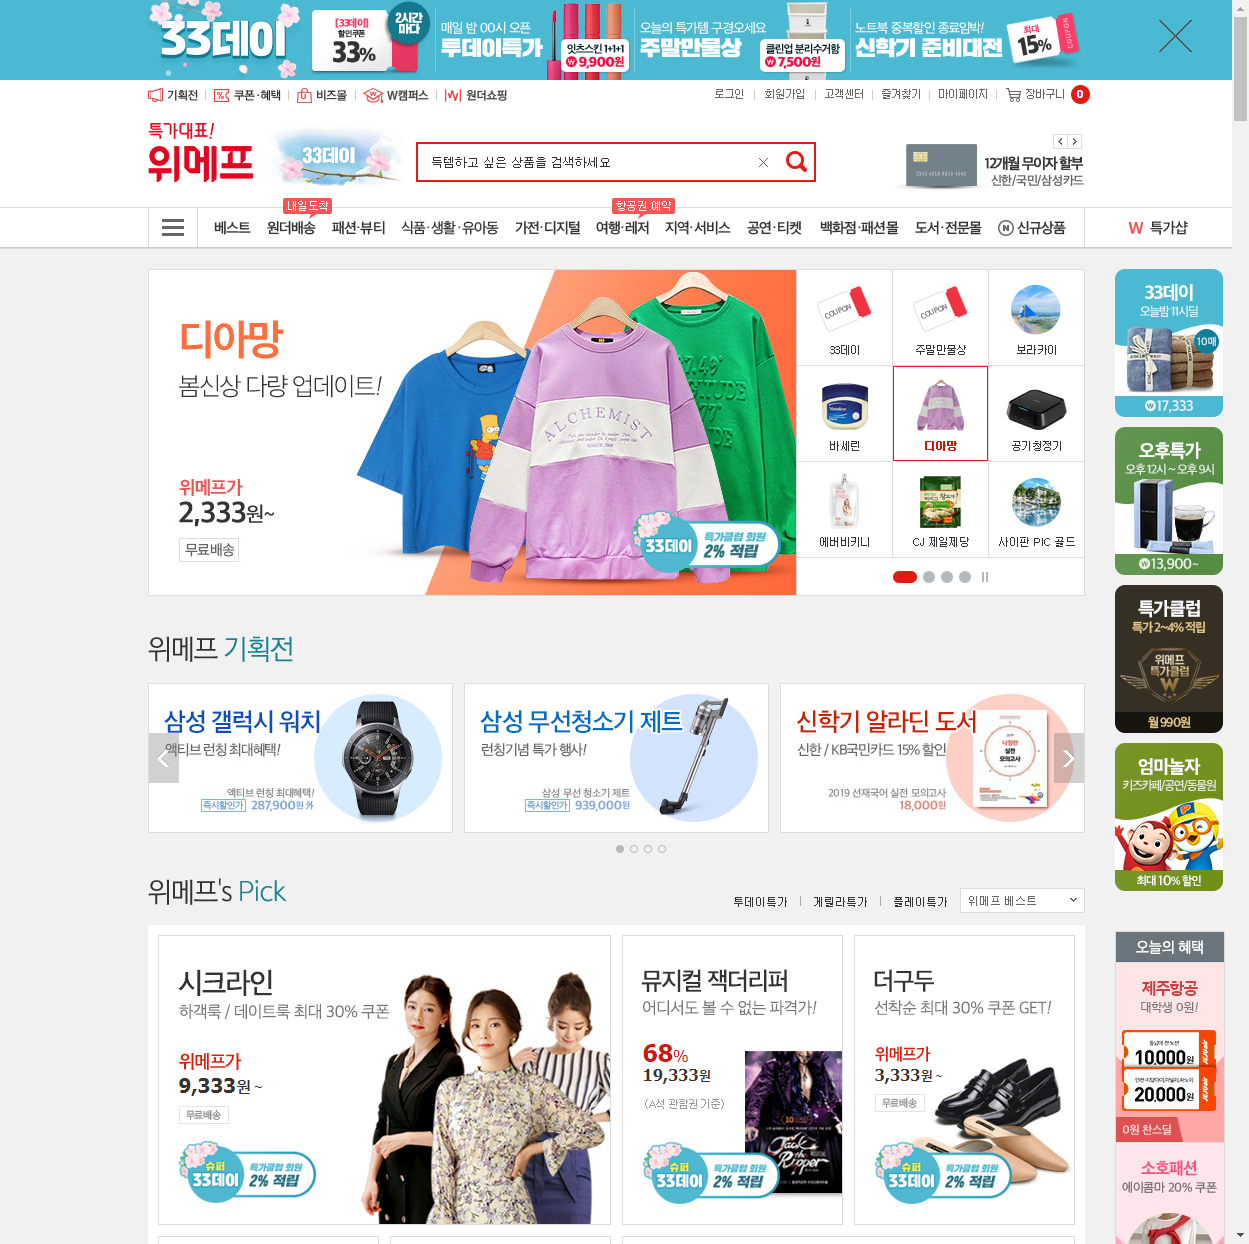 33데이
[33데이]
할인쿠폰
33%
2시간
마다
매일 밤 00시 오픈
투데이특가
잇츠스킨 1+1+1
₩9,900원
오늘의 특가템 구경오세요
주말만물상
클린업 분리수거함
₩7,500원
노트북 중복할인 종료임박!
신학기 준비대전
최대
15%
COUPON
기획전
쿠폰·혜택
비즈몰
W캠퍼스
원더쇼핑
로그인
회원가입
고객센터
즐겨찾기
마이페이지
장바구니
0
특가대표!
위메프
33데이
득템하고 싶은 상품을 검색하세요
12개월 무이자 할부
신한/국민/삼성카드
내일도착
항공권 예약
베스트
원더배송
패션·뷰티
식품·생활·유아동
가전·디지털
여행·레저
지역·서비스
공연·티켓
백화점·패션몰
도서·전문몰
N 신규상품
W 특가샵
디아망
봄신상 다량 업데이트!
위메프가
2,333원~
무료배송
ALCHEMIST
33데이
특가클럽 회원
2% 적립
COUPON
33데이
COUPON
주말만물상
보라카이
Vaseline
바세린
디아망
공기청정기
에버비키니
CJ 제일제당
사이판 PIC 골드
33데이
오늘밤 11시딜
10매
₩17,333
오후특가
오후 12시 ~ 오후 9시
₩13,900~
특가클럽
특가 2~4% 적립
위메프
특가클럽
W
월 990원
엄마놀자
키즈카페/공연/동물원
최대 10% 할인
위메프 기획전
삼성 갤럭시 워치
액티브 런칭 최대혜택!
액티브 런칭 최대혜택!
즉시할인가 287,900원 외
삼성 무선청소기 제트
런칭기념 특가 행사!
삼성 무선 청소기 제트
즉시할인가 939,000원
신학기 알라딘 도서
신한 / KB국민카드 15% 할인
2019 선재국어 실전 모의고사
18,000원
나침판
실전
모의고사
위메프's Pick
투데이특가
게릴라특가
플레이특가
위메프 베스트
시크라인
하객룩 / 데이트룩 최대 30% 쿠폰
위메프가
9,333원~
무료배송
슈퍼
33데이
특가클럽 회원
2% 적립
뮤지컬 잭더리퍼
어디서도 볼 수 없는 파격가!
68%
19,333원
(A석 관람권 기준)
10
Jack the Ripper
슈퍼
33데이
특가클럽 회원
2% 적립
더구두
선착순 최대 30% 쿠폰 GET!
위메프가
3,333원~
무료배송
슈퍼
33데이
특가클럽 회원
2% 적립
오늘의 혜택
제주항공
대학생 0원!
10,000원
20,000원
0원 찬스딜
소호패션
에이콤마 20% 쿠폰